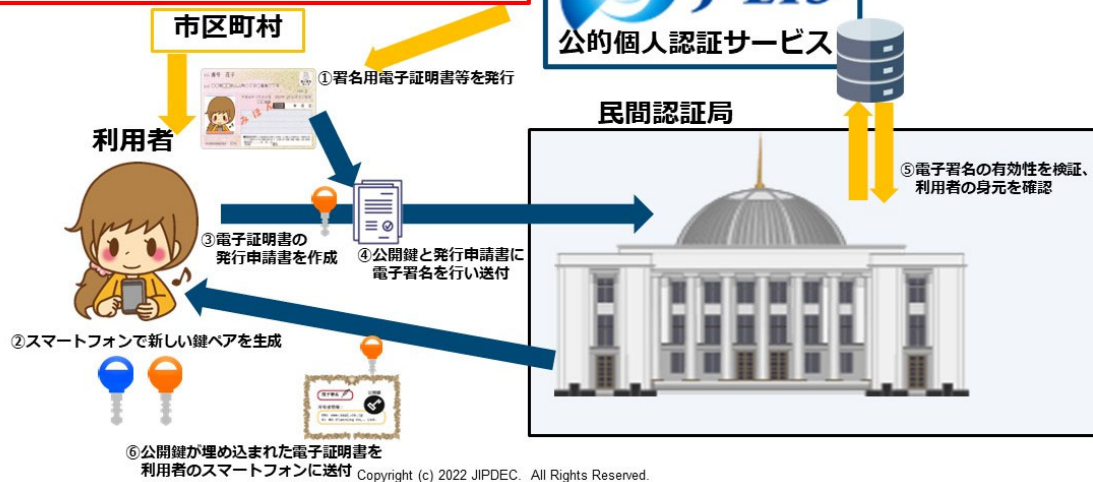 J-LIS
市区町村
公的個人認証サービス
①署名用電子証明書等を発行
みほん
民間認証局
利用者
⑤電子署名の有効性を検証、
利用者の身元を確認
③電子証明書の
発行申請書を作成
④公開鍵と発行申請書に
電子署名を行い送付
②スマートフォンで新しい鍵ペアを生成
⑥公開鍵が埋め込まれた電子証明書を
利用者のスマートフォンに送付
Copyright (c) 2022 JIPDEC. All Rights Reserved.